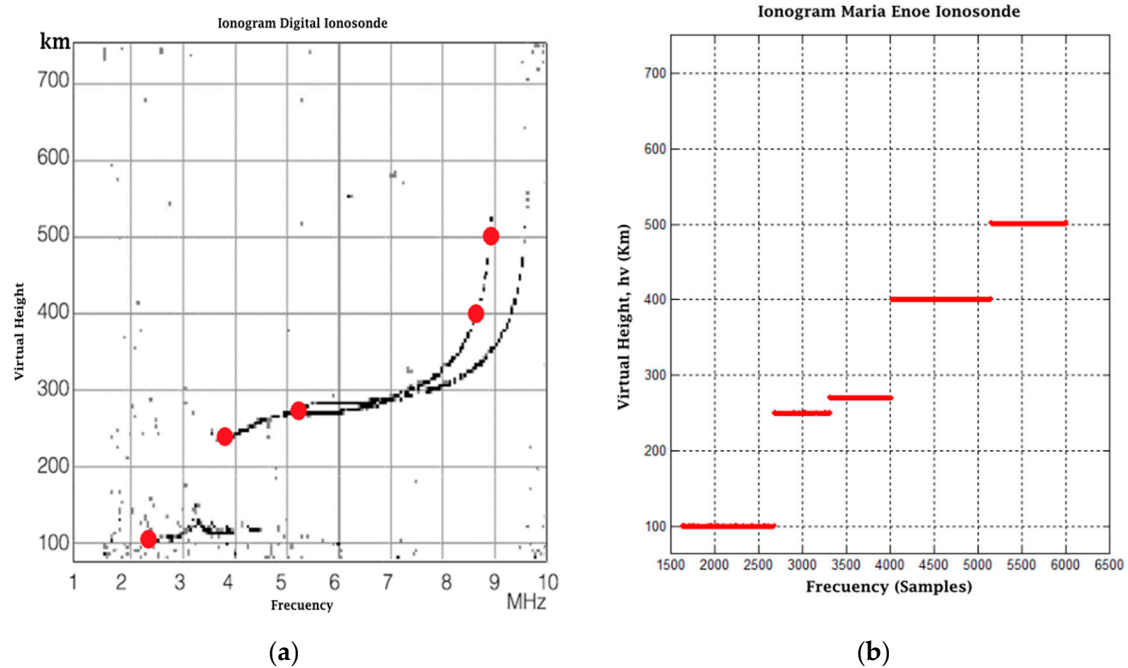 Ionogram Digital Ionosonde
km
700
600
500
400
300
200
100
Virtual Height
1 2 3 4 5 6 7 8 9 10
MHz
Frecuency
(a)
Ionogram Maria Enoe Ionosonde
700
600
500
400
300
200
100
Virtual Height, hv (Km)
1500 2000 2500 3000 3500 4000 4500 5000 5500 6000 6500
Frecuency (Samples)
(b)